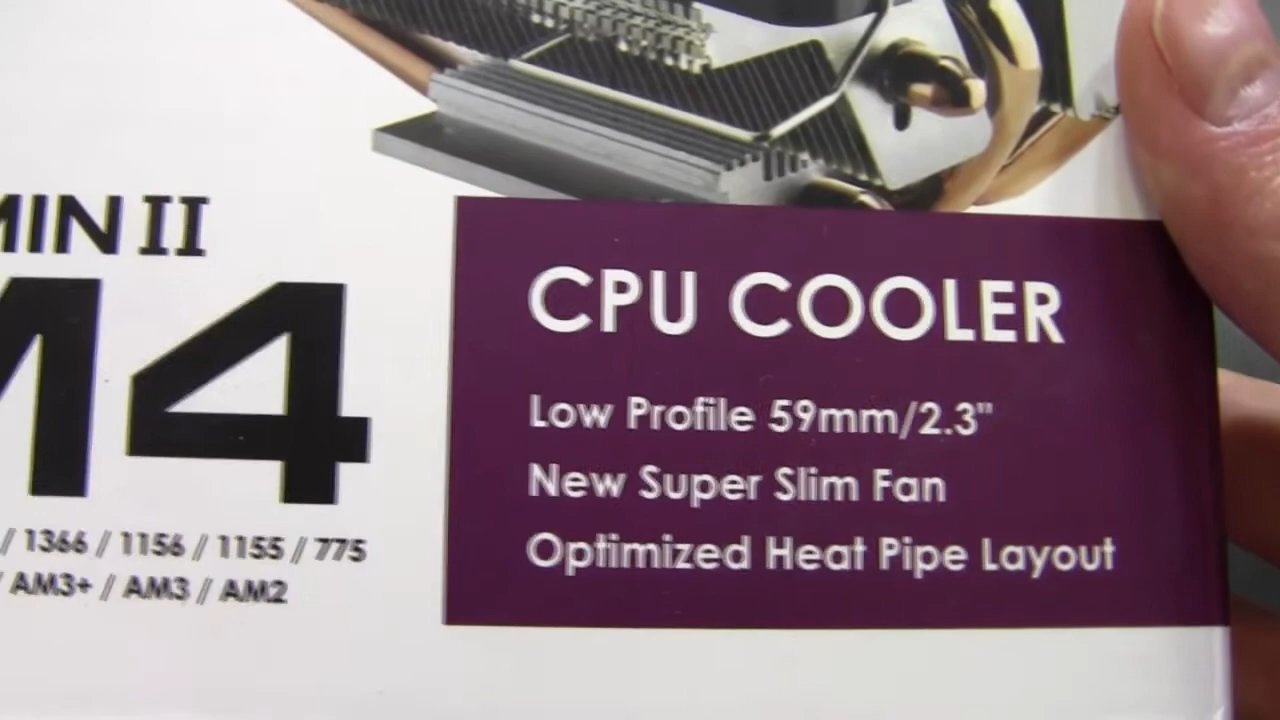 MIN II
M4
/ 1366 / 1156 / 1155 / 775
/ AM3+ / AM3 / AM2
CPU COOLER
Low Profile 59mm/2.3"
New Super Slim Fan
Optimized Heat Pipe Layout